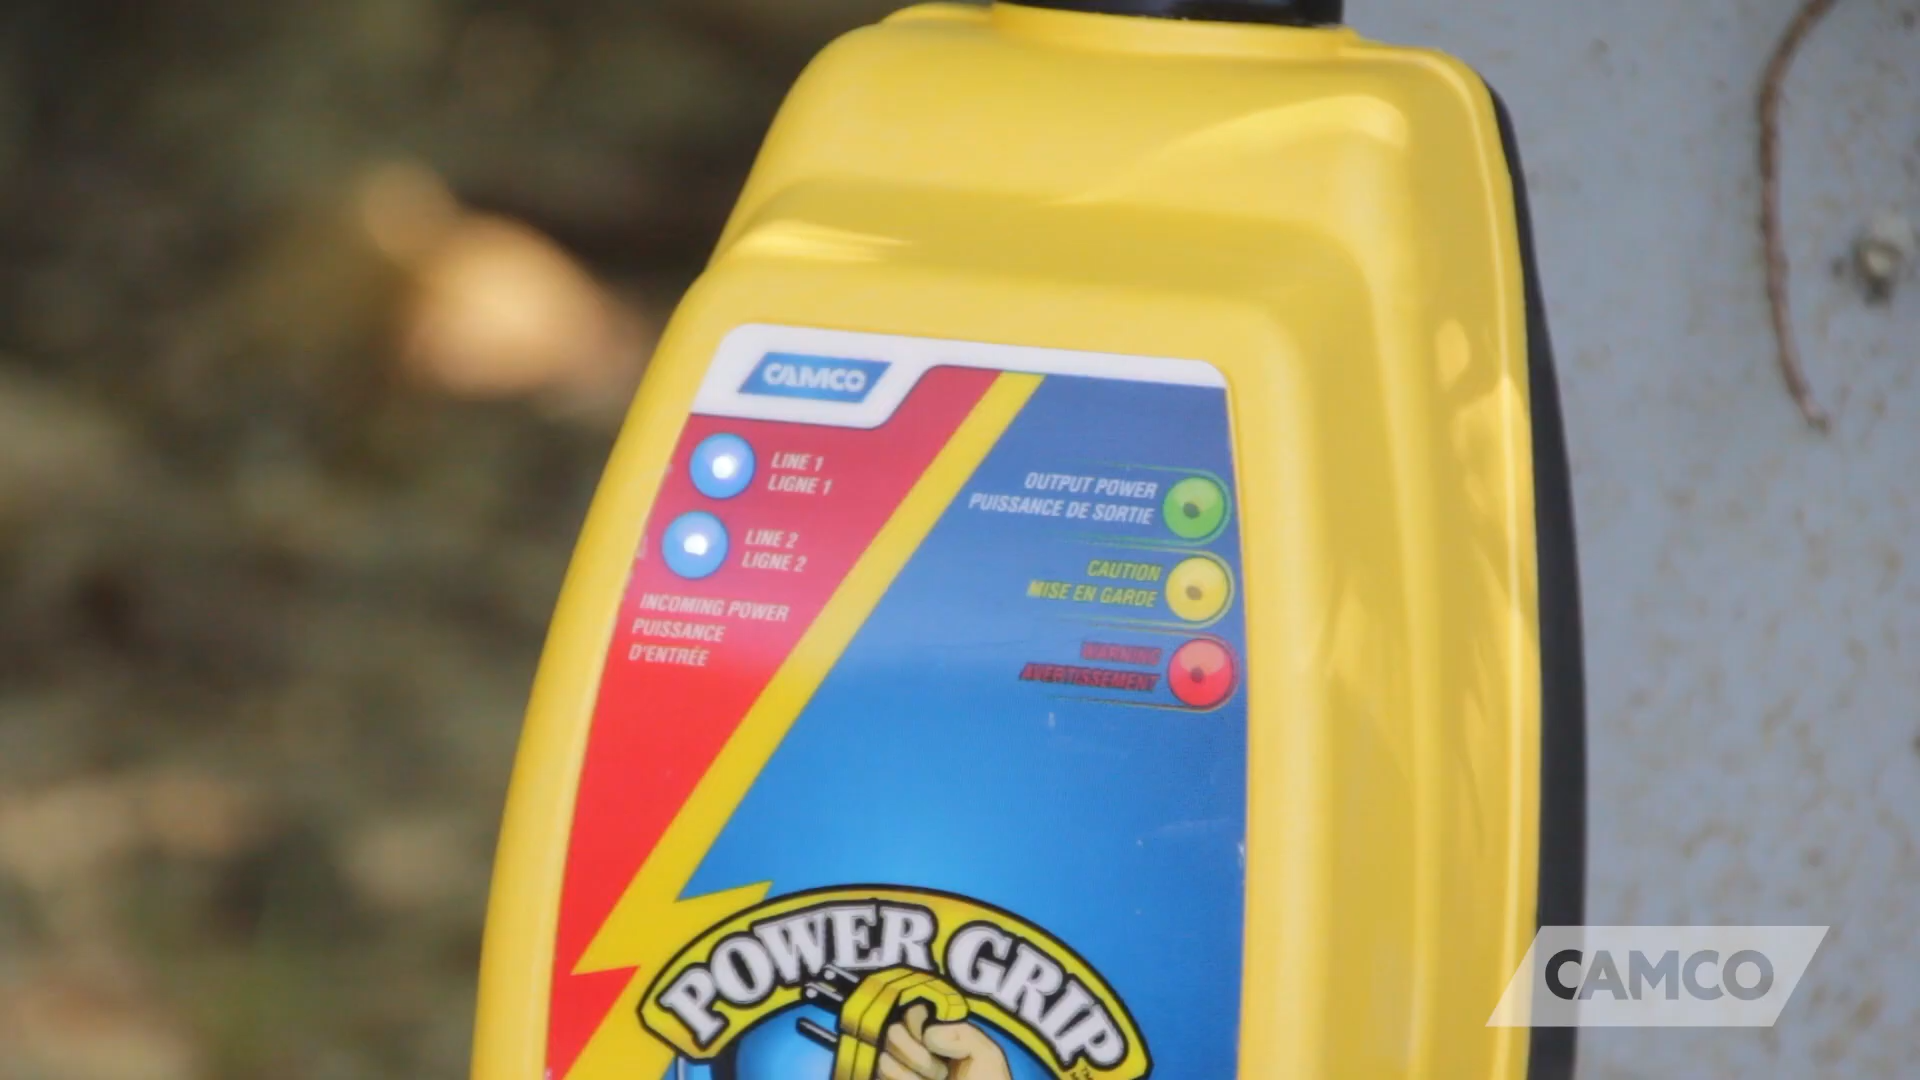 CAMCO
LINE 1
LIGNE 1
LINE 2
LIGNE 2
INCOMING POWER
PUISSANCE
D'ENTRÉE
OUTPUT POWER
PUISSANCE DE SORTIE
CAUTION
MISE EN GARDE
WARNING
AVERTISSEMENT
POWER GRIP™
CAMCO